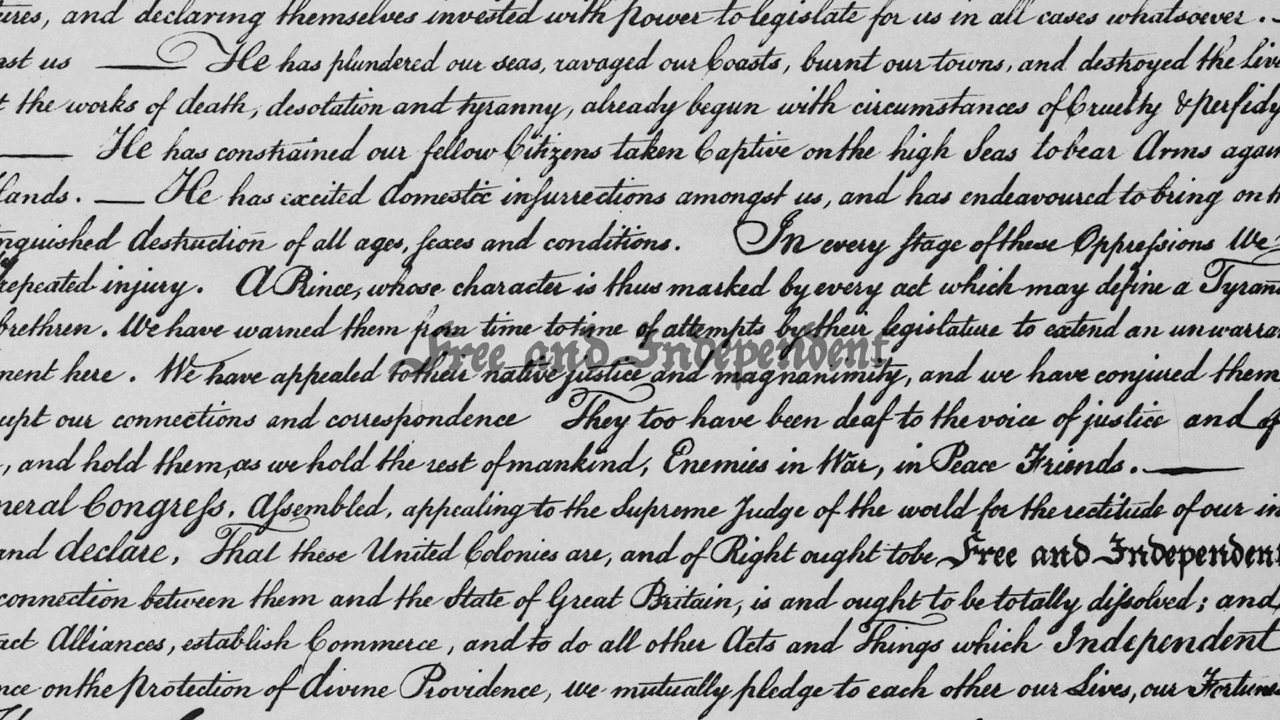 ures, and declaring themselves invested with power to legislate for us in all cases whatsoever. —
nst us —— He has plundered our seas, ravaged our Coasts, burnt our towns, and destroyed the live
t the works of death, desolation and tyranny, already begun with circumstances of Cruelty & perfidy
—— He has constrained our fellow Citizens taken Captive on the high Seas to bear Arms again
lands. — He has excited domestic insurrections amongst us, and has endeavoured to bring on th
nguished destruction of all ages, sexes and conditions. In every stage of these Oppressions We
repeated injury. A Prince, whose character is thus marked by every act which may define a Tyran
brethren. We have warned them from time to time of attempts by their legislature to extend an unwarra
Free and Independent
ment here. We have appealed to their native justice and magnanimity, and we have conjured them
upt our connections and correspondence They too have been deaf to the voice of justice and of
, and hold them, as we hold the rest of mankind, Enemies in War, in Peace Friends. ——
neral Congress, Assembled, appealing to the Supreme Judge of the world for the rectitude of our in
and declare, That these United Colonies are, and of Right ought to be Free and Independent
connection between them and the State of Great Britain, is and ought to be totally dissolved; and
act Alliances, establish Commerce, and to do all other Acts and Things which Independent
nce on the protection of divine Providence, we mutually pledge to each other our Lives, our Fortunes